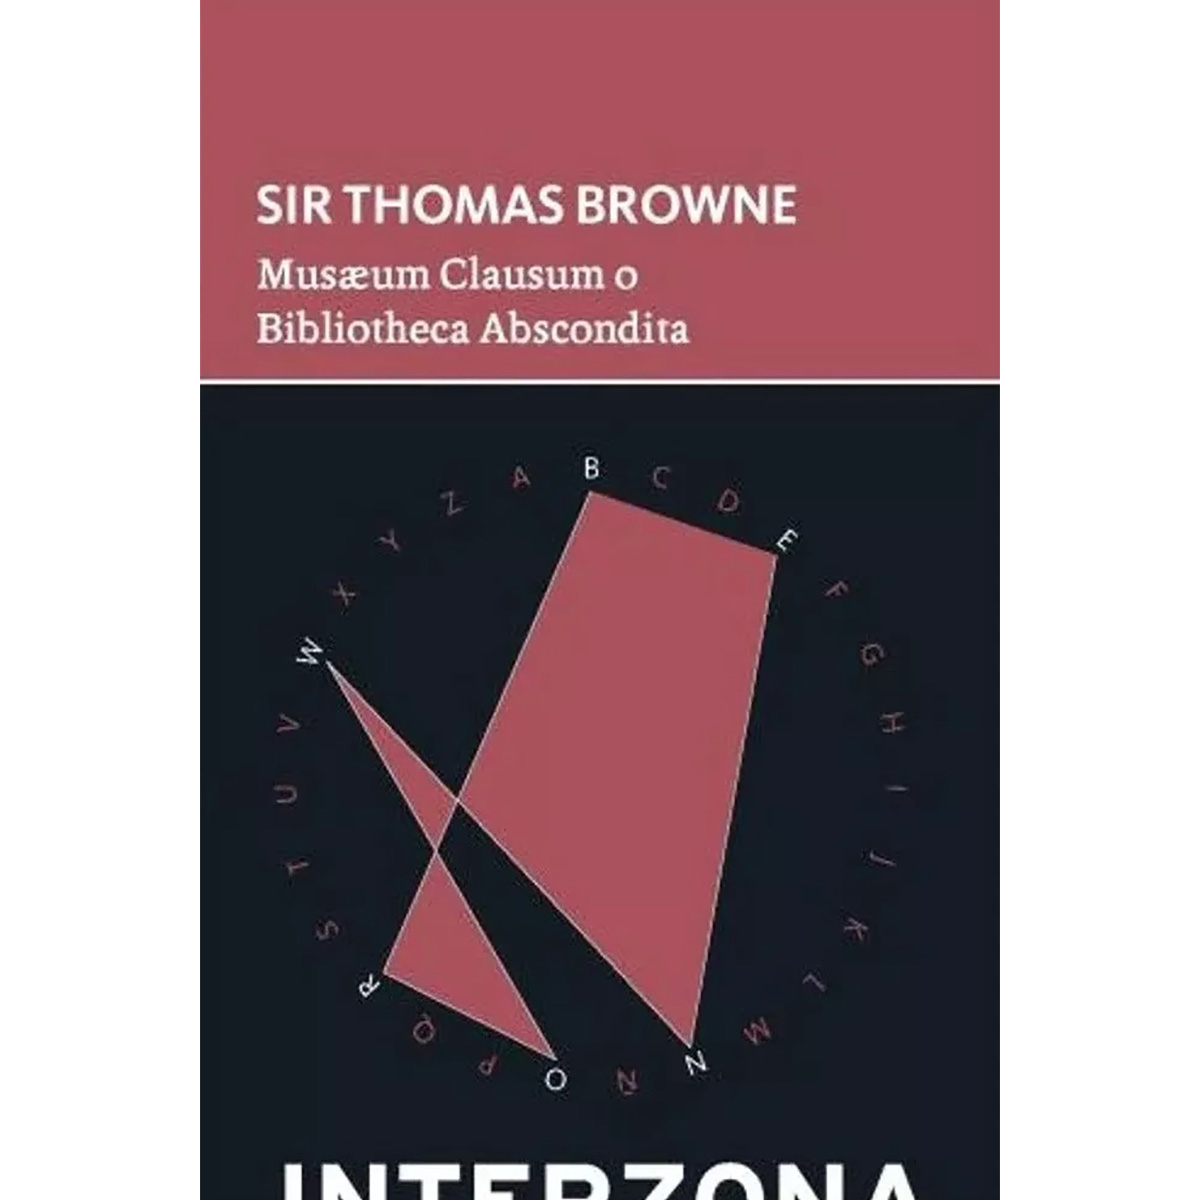 SIR THOMAS BROWNE
Musæum Clausum o
Bibliotheca Abscondita
A B C D E F G H I J K L M N Ñ O P Q R S T U V W X Y Z
INTERZONA